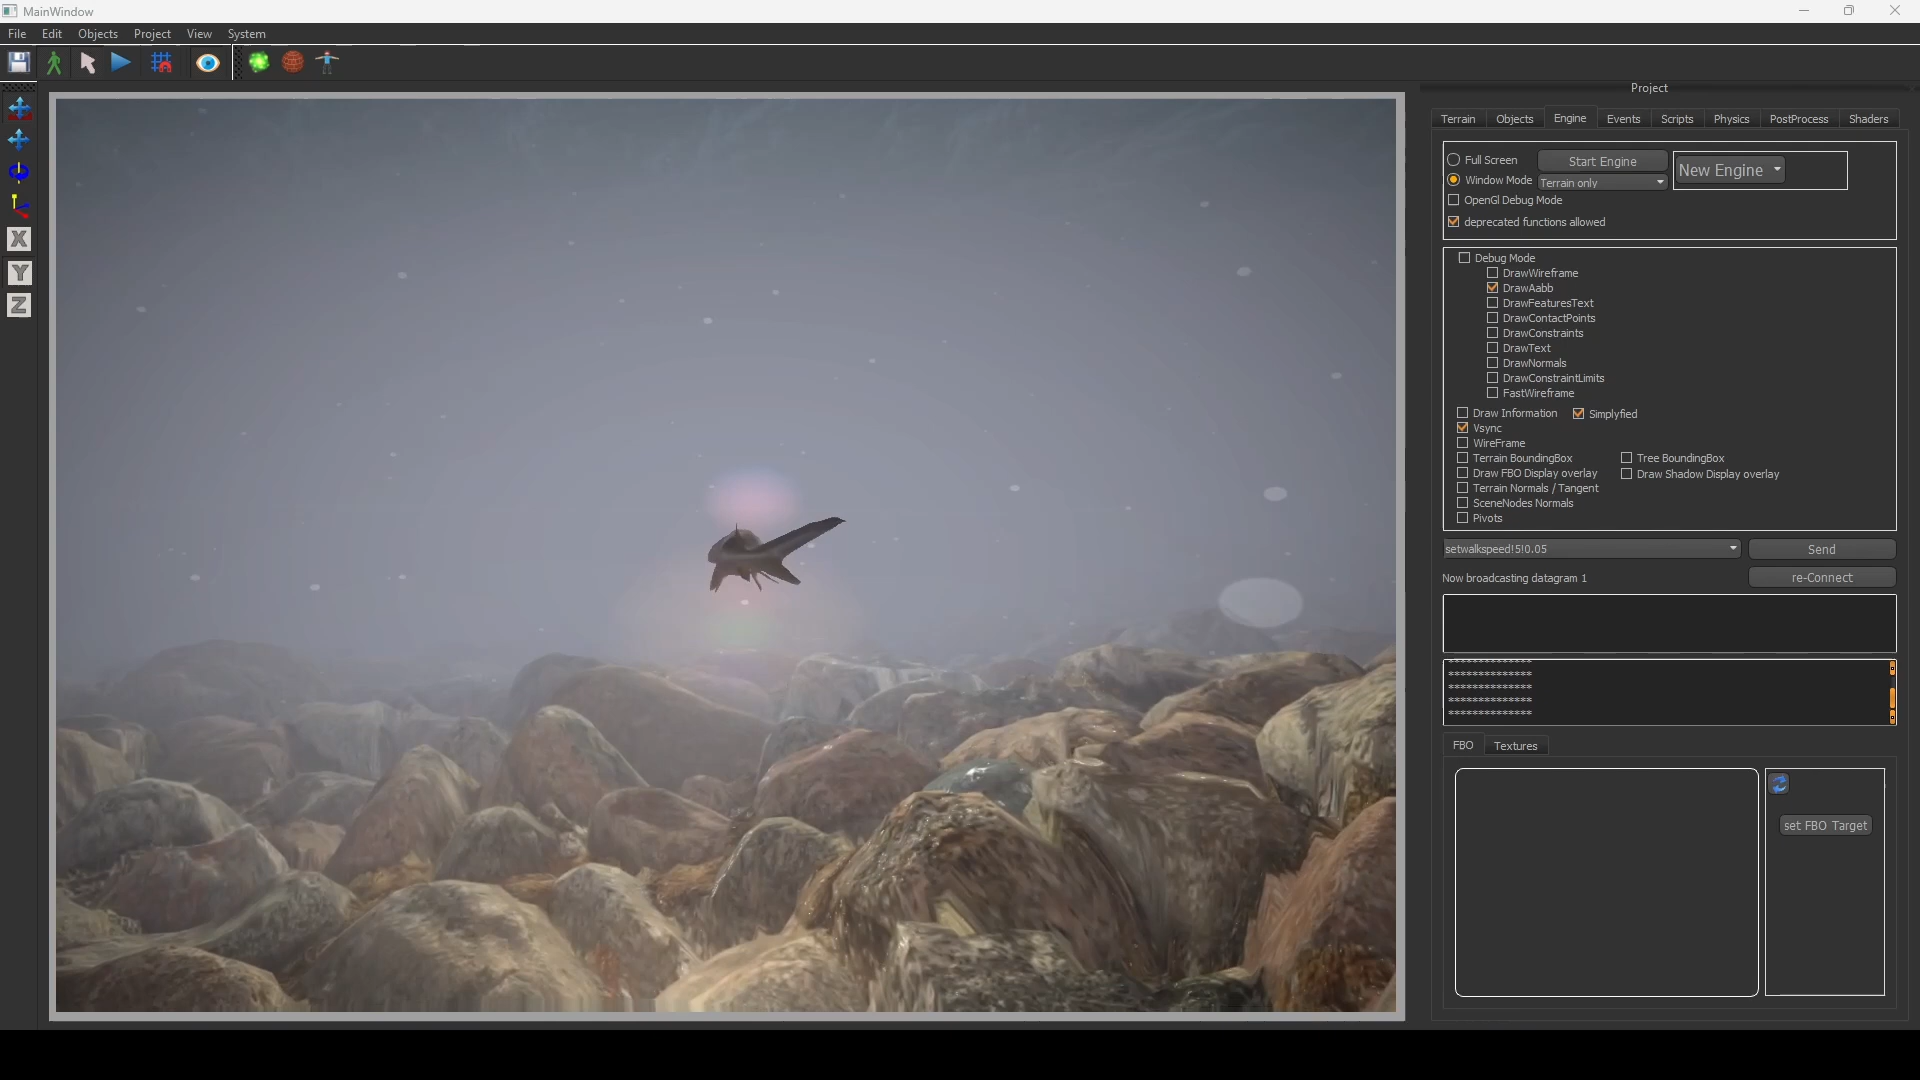 MainWindow
File Edit Objects Project View System
Project
Terrain Objects Engine Events Scripts Physics PostProcess Shaders
Full Screen Start Engine New Engine
Window Mode Terrain only
OpenGl Debug Mode
deprecated functions allowed
Debug Mode
DrawWireframe
DrawAabb
DrawFeaturesText
DrawContactPoints
DrawConstraints
DrawText
DrawNormals
DrawConstraintLimits
FastWireframe
Draw Information Simplyfied
Vsync
WireFrame
Terrain BoundingBox Tree BoundingBox
Draw FBO Display overlay Draw Shadow Display overlay
Terrain Normals / Tangent
SceneNodes Normals
Pivots
setwalkspeed!5!0.05 Send
Now broadcasting datagram 1 re-Connect
**************
**************
**************
**************
**************
FBO Textures
set FBO Target
X
Y
Z